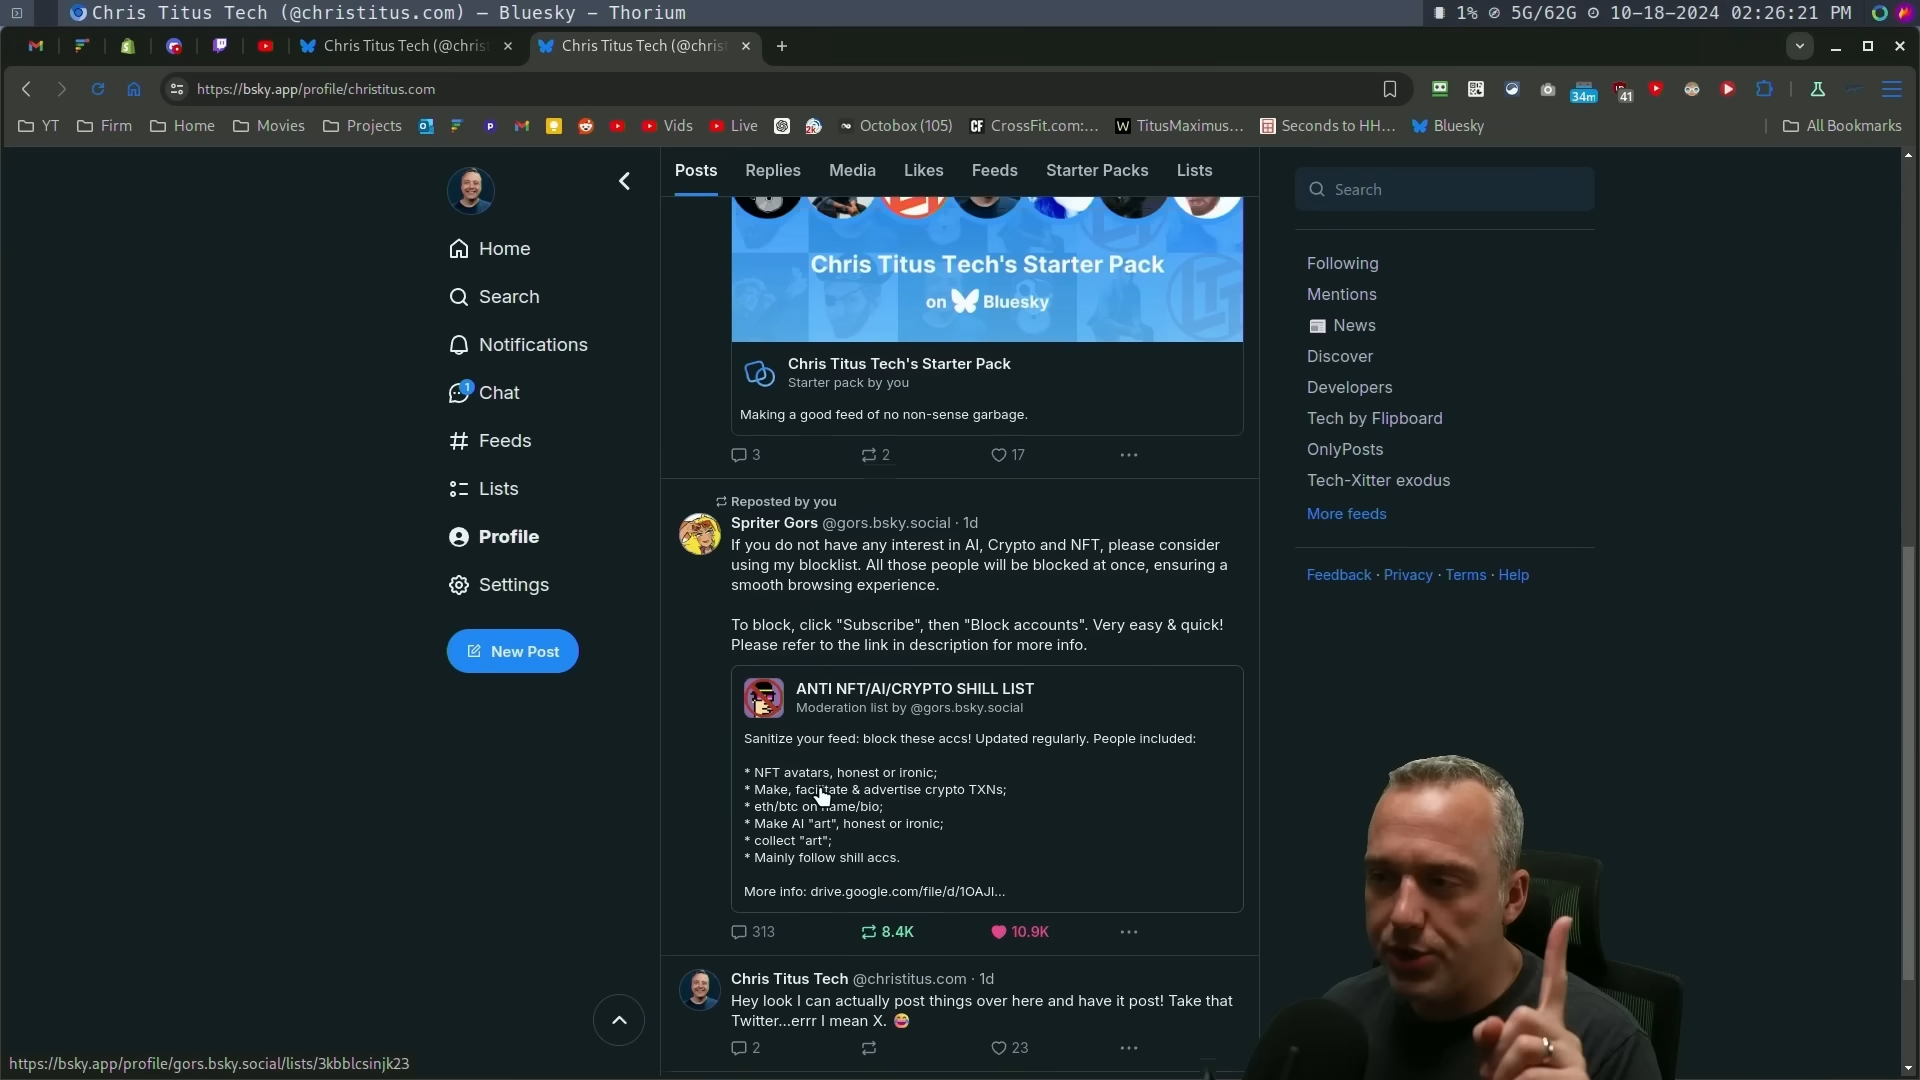 Chris Titus Tech (@christitus.com) — Bluesky – Thorium
1% 5G/62G 10-18-2024 02:26:21 PM
Chris Titus Tech (@chris
Chris Titus Tech (@chris
https://bsky.app/profile/christitus.com
34m
41
YT
Firm
Home
Movies
Projects
Vids
Live
Octobox (105)
CF CrossFit.com:...
W TitusMaximus...
Seconds to HH...
Bluesky
All Bookmarks
Home
Search
Notifications
1
Chat
Feeds
Lists
Profile
Settings
New Post
Posts Replies Media Likes Feeds Starter Packs Lists
Chris Titus Tech's Starter Pack
on Bluesky
Chris Titus Tech's Starter Pack
Starter pack by you
Making a good feed of no non-sense garbage.
3 2 17 ...
Reposted by you
Spriter Gors @gors.bsky.social · 1d
If you do not have any interest in AI, Crypto and NFT, please consider
using my blocklist. All those people will be blocked at once, ensuring a
smooth browsing experience.
To block, click "Subscribe", then "Block accounts". Very easy & quick!
Please refer to the link in description for more info.
ANTI NFT/AI/CRYPTO SHILL LIST
Moderation list by @gors.bsky.social
Sanitize your feed: block these accs! Updated regularly. People included:
* NFT avatars, honest or ironic;
* Make, facilitate & advertise crypto TXNs;
* eth/btc on name/bio;
* Make AI "art", honest or ironic;
* collect "art";
* Mainly follow shill accs.
More info: drive.google.com/file/d/1OAJI...
313 8.4K 10.9K ...
Chris Titus Tech @christitus.com · 1d
Hey look I can actually post things over here and have it post! Take that
Twitter...errr I mean X. 😂
2 23 ...
Search
Following
Mentions
📰 News
Discover
Developers
Tech by Flipboard
OnlyPosts
Tech-Xitter exodus
More feeds
Feedback · Privacy · Terms · Help
https://bsky.app/profile/gors.bsky.social/lists/3kbblcsinjk23